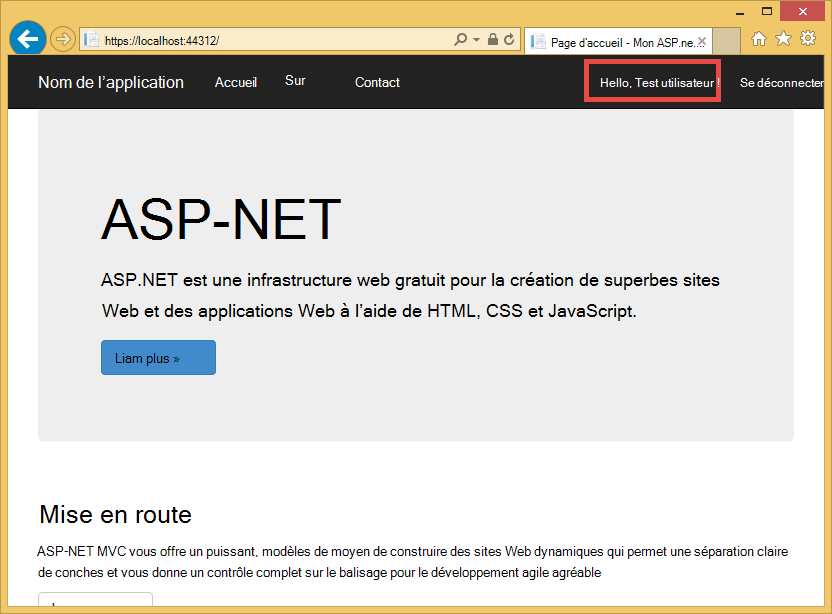 https://localhost:44312/
Page d'accueil - Mon ASP.ne...
Nom de l'application
Accueil
Sur
Contact
Hello, Test utilisateur !
Se déconnecter
ASP-NET
ASP.NET est une infrastructure web gratuit pour la création de superbes sites
Web et des applications Web à l'aide de HTML, CSS et JavaScript.
Liam plus »
Mise en route
ASP-NET MVC vous offre un puissant, modèles de moyen de construire des sites Web dynamiques qui permet une séparation claire
de conches et vous donne un contrôle complet sur le balisage pour le développement agile agréable